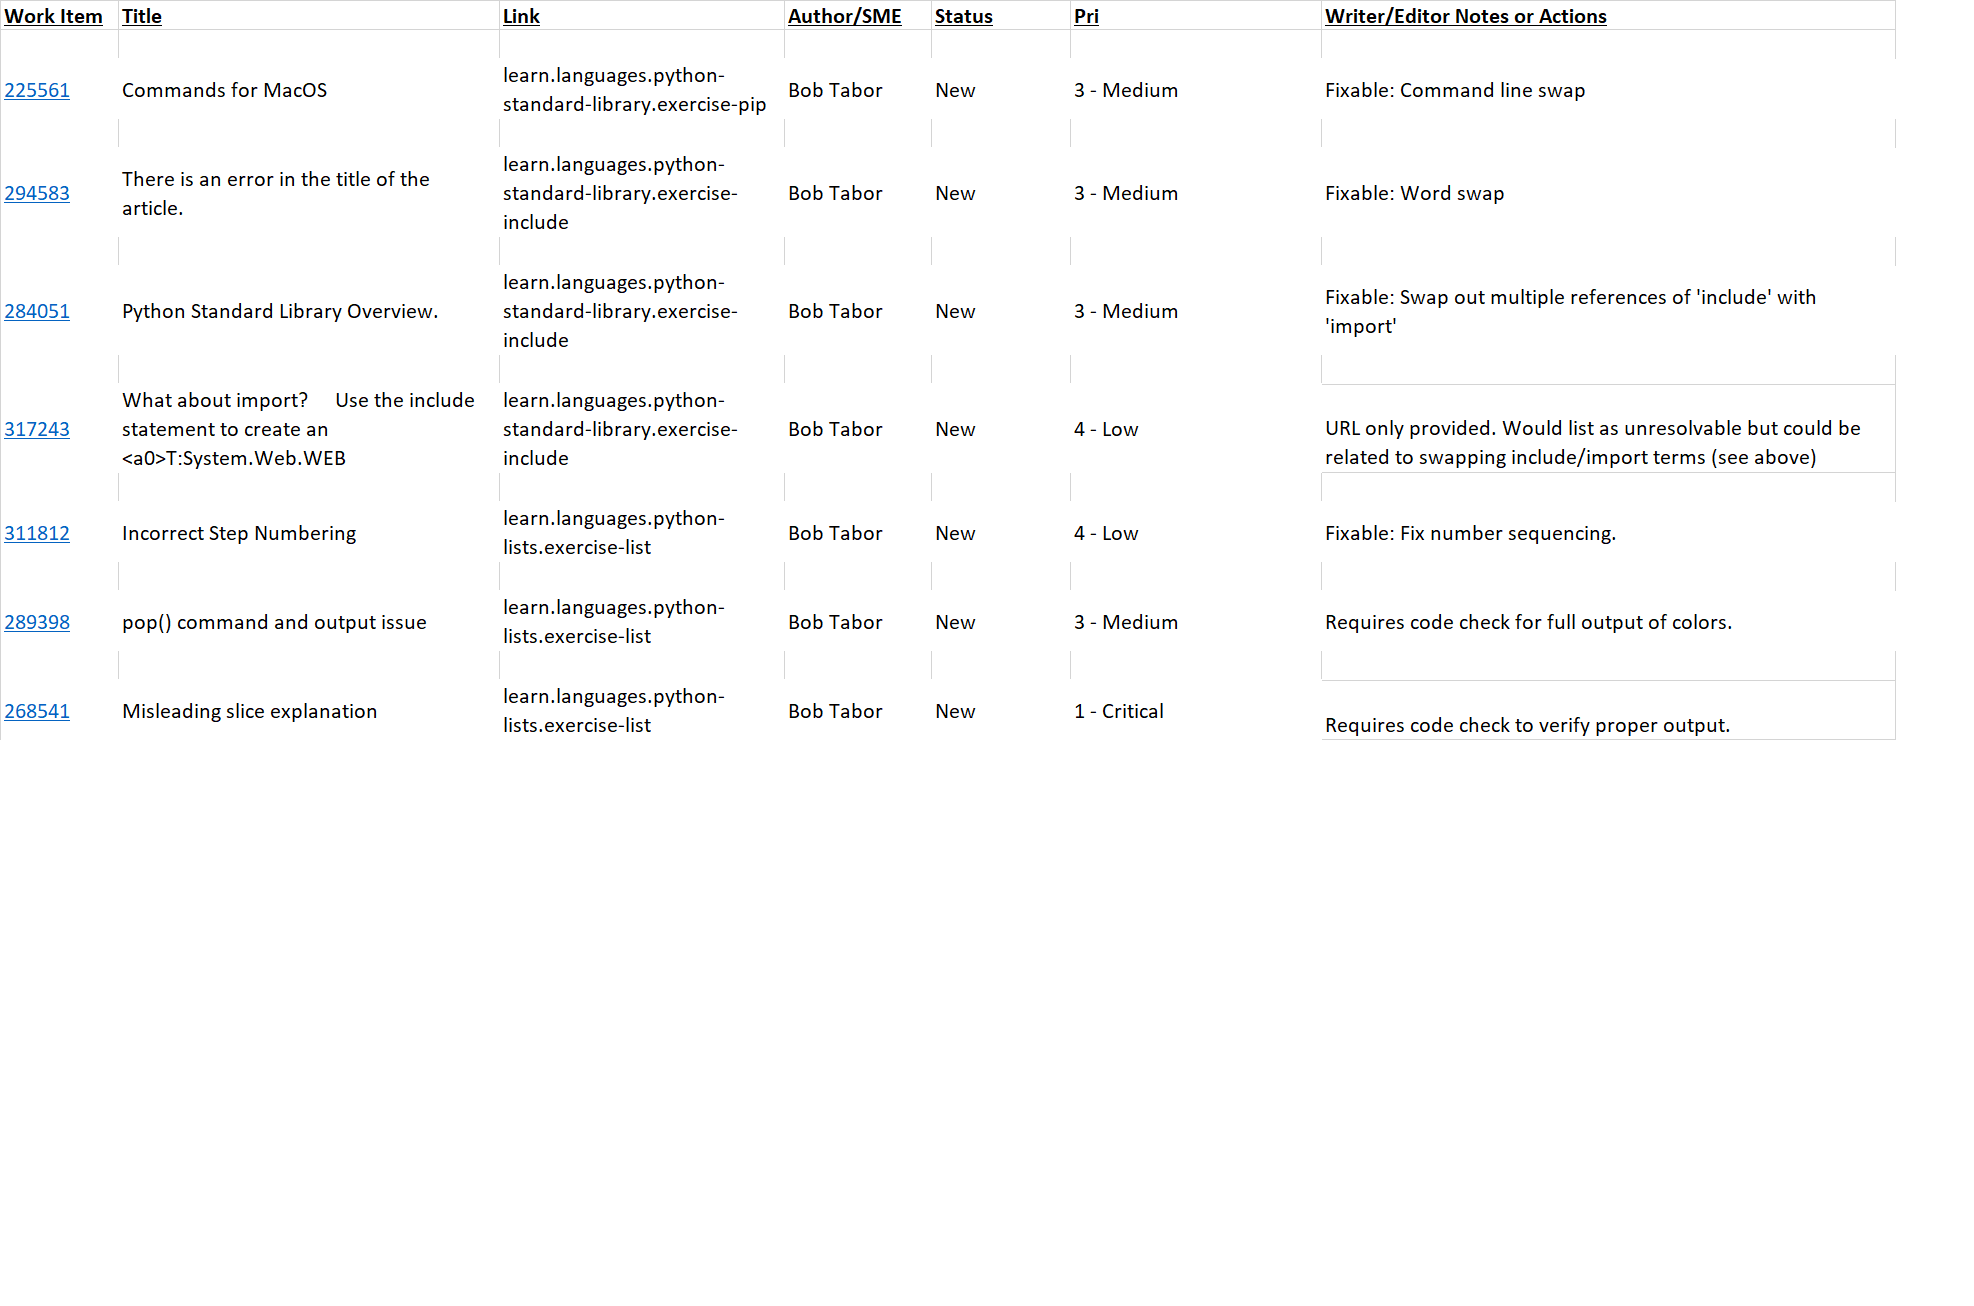 Work Item Title Link Author/SME Status Pri Writer/Editor Notes or Actions
225561 Commands for MacOS learn.languages.python-
standard-library.exercise-pip Bob Tabor New 3 - Medium Fixable: Command line swap
294583 There is an error in the title of the
article. learn.languages.python-
standard-library.exercise-
include Bob Tabor New 3 - Medium Fixable: Word swap
284051 Python Standard Library Overview. learn.languages.python-
standard-library.exercise-
include Bob Tabor New 3 - Medium Fixable: Swap out multiple references of 'include' with
'import'
317243 What about import? Use the include
statement to create an
<a0>T:System.Web.WEB learn.languages.python-
standard-library.exercise-
include Bob Tabor New 4 - Low URL only provided. Would list as unresolvable but could be
related to swapping include/import terms (see above)
311812 Incorrect Step Numbering learn.languages.python-
lists.exercise-list Bob Tabor New 4 - Low Fixable: Fix number sequencing.
289398 pop() command and output issue learn.languages.python-
lists.exercise-list Bob Tabor New 3 - Medium Requires code check for full output of colors.
268541 Misleading slice explanation learn.languages.python-
lists.exercise-list Bob Tabor New 1 - Critical Requires code check to verify proper output.